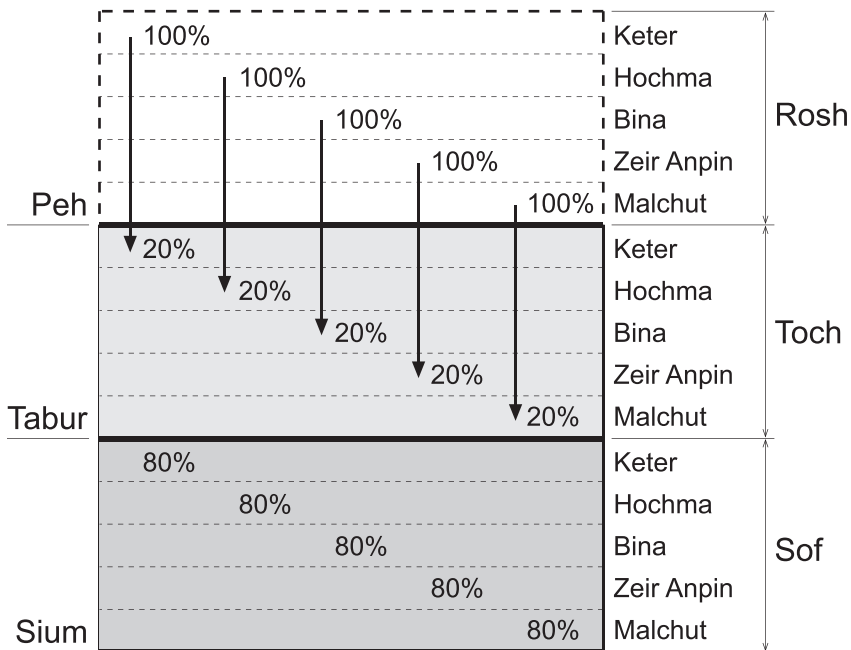 100% Keter
100% Hochma
100% Bina
Rosh
100% Zeir Anpin
Peh 100% Malchut
20% Keter
20% Hochma
20% Bina
Toch
20% Zeir Anpin
Tabur 20% Malchut
80% Keter
80% Hochma
80% Bina
Sof
80% Zeir Anpin
Sium 80% Malchut